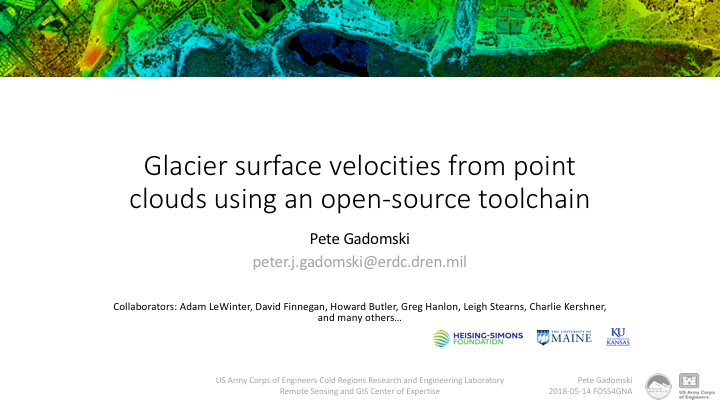 Glacier surface velocities from point
clouds using an open-source toolchain
Pete Gadomski
peter.j.gadomski@erdc.dren.mil
Collaborators: Adam LeWinter, David Finnegan, Howard Butler, Greg Hanlon, Leigh Stearns, Charlie Kershner,
and many others…
HEISING-SIMONS
FOUNDATION
THE UNIVERSITY OF
MAINE
KU
KANSAS
US Army Corps of Engineers Cold Regions Research and Engineering Laboratory
Remote Sensing and GIS Center of Expertise
Pete Gadomski
2018-05-14 FOSS4GNA
US Army Corps
of Engineers.